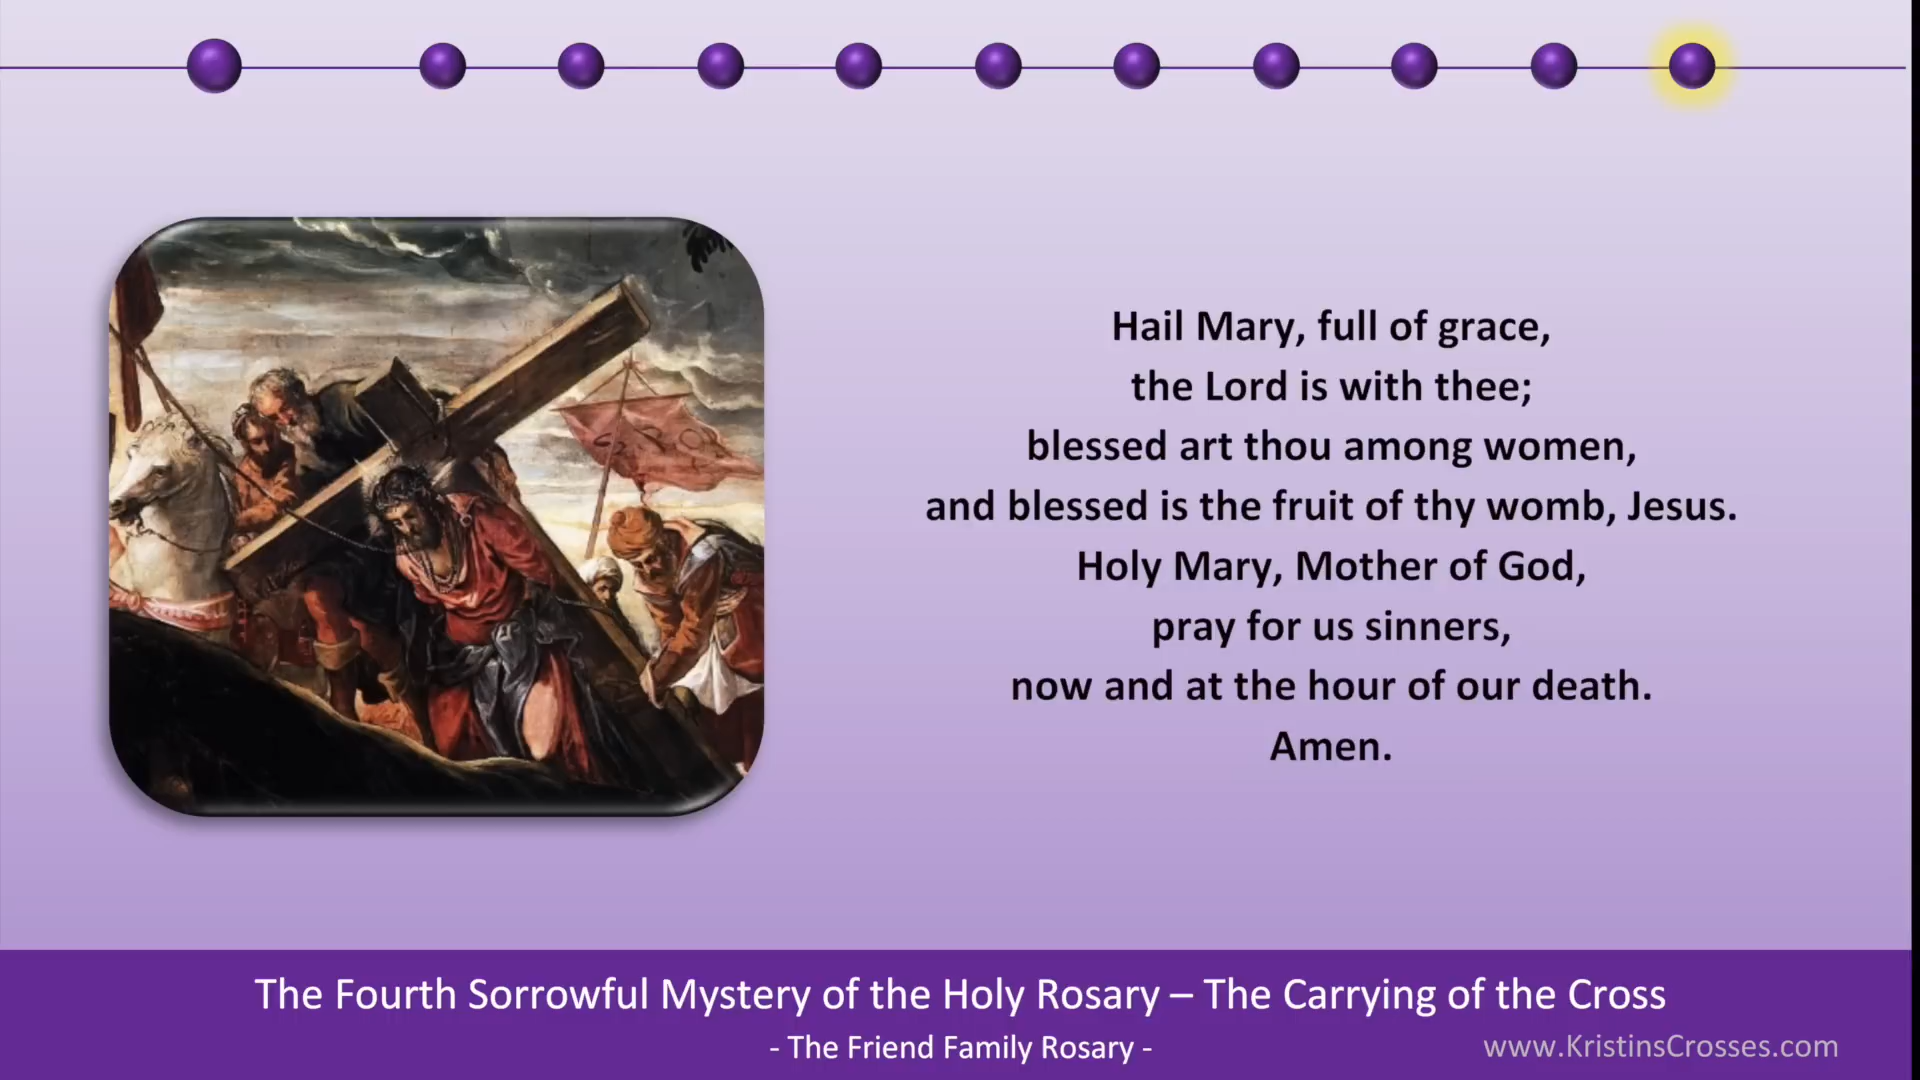 Hail Mary, full of grace,
the Lord is with thee;
blessed art thou among women,
and blessed is the fruit of thy womb, Jesus.
Holy Mary, Mother of God,
pray for us sinners,
now and at the hour of our death.
Amen.
The Fourth Sorrowful Mystery of the Holy Rosary – The Carrying of the Cross
- The Friend Family Rosary -
www.KristinsCrosses.com